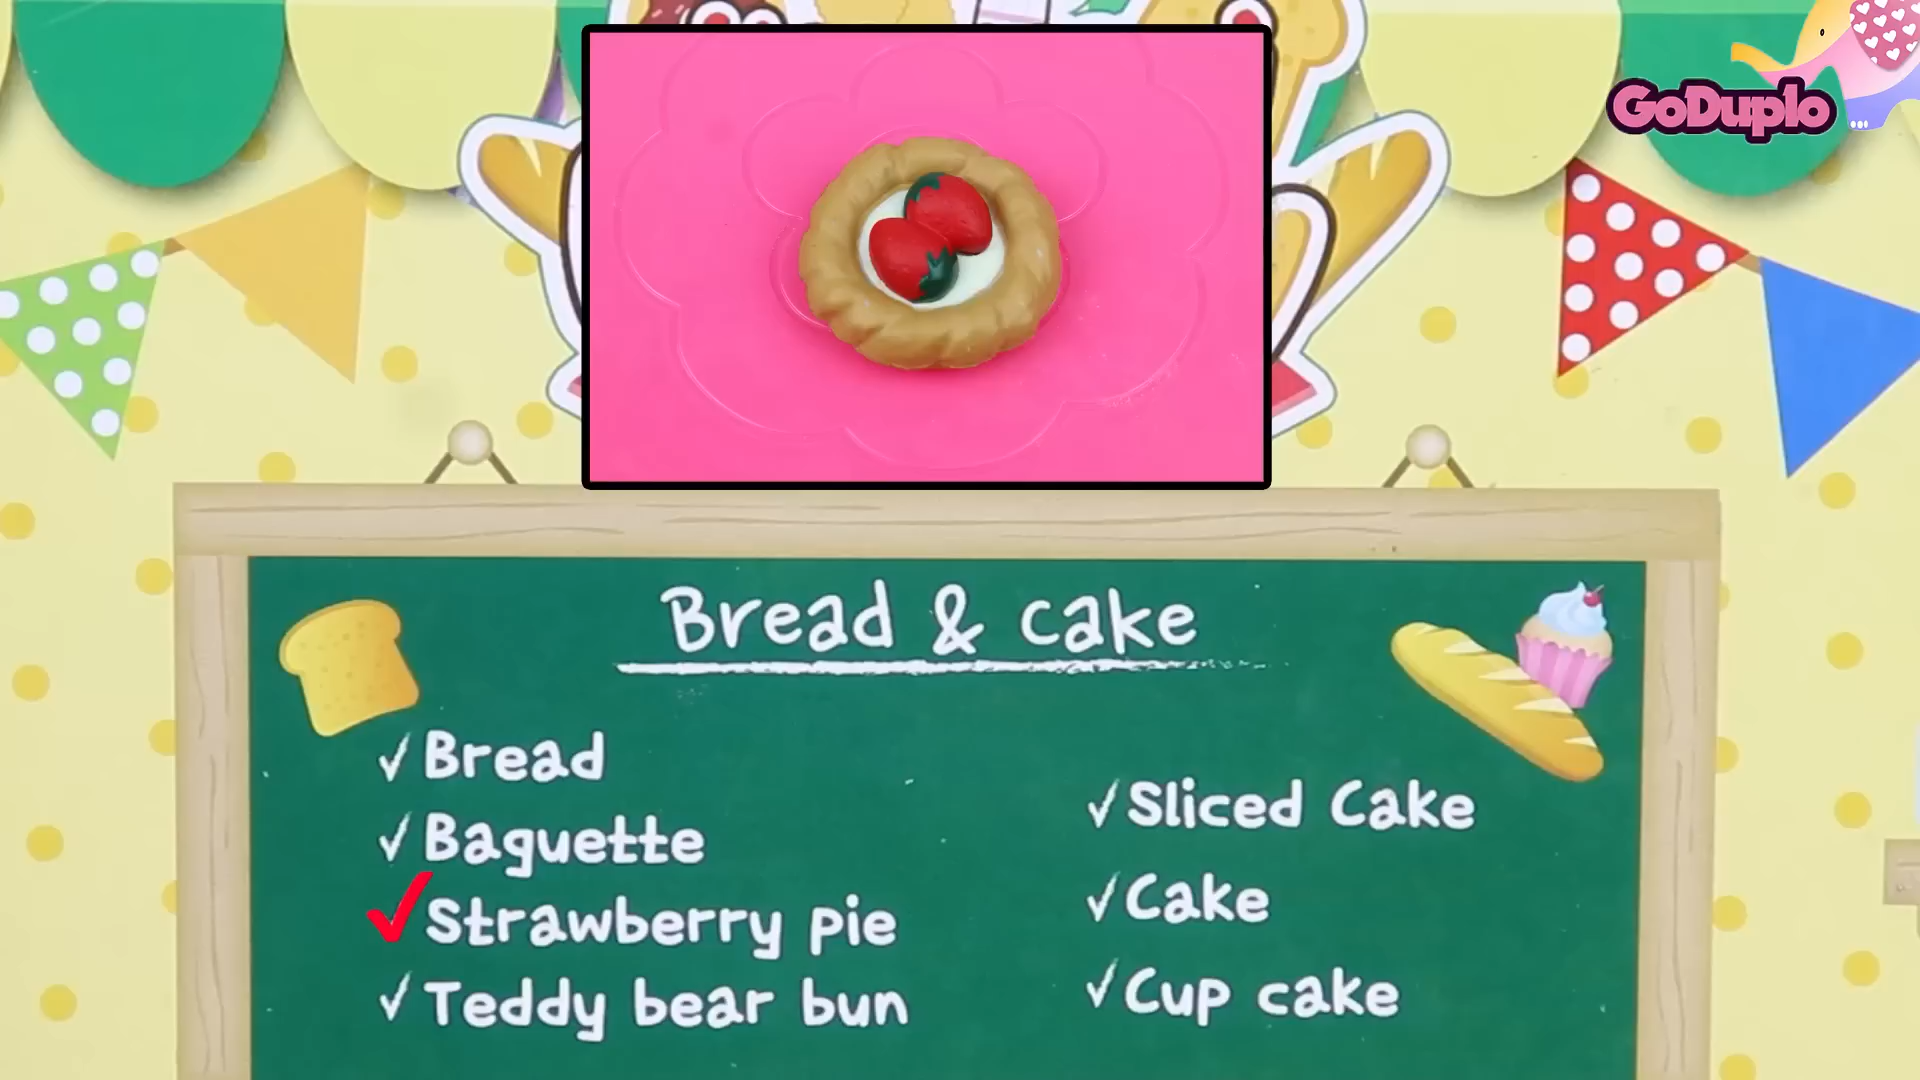 GoDuplo
Bread & cake
Bread
Baguette
Strawberry pie
Teddy bear bun
Sliced Cake
Cake
Cup cake